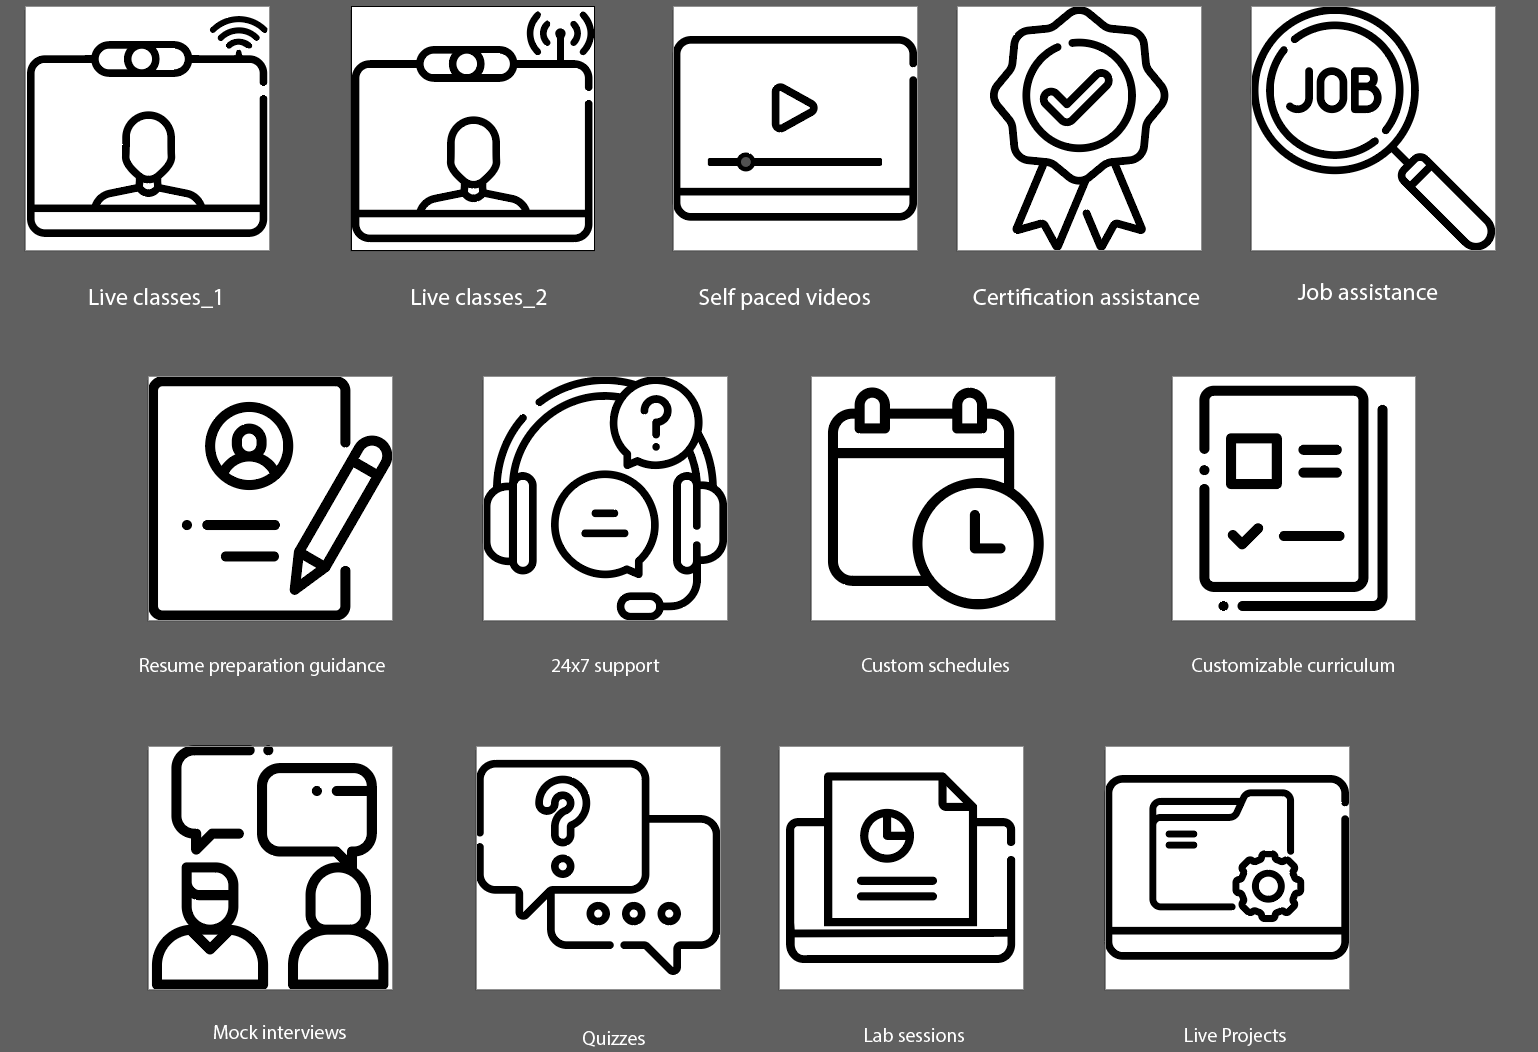 JOB
Live classes_1
Live classes_2
Self paced videos
Certification assistance
Job assistance
Resume preparation guidance
24x7 support
Custom schedules
Customizable curriculum
Mock interviews
Quizzes
Lab sessions
Live Projects